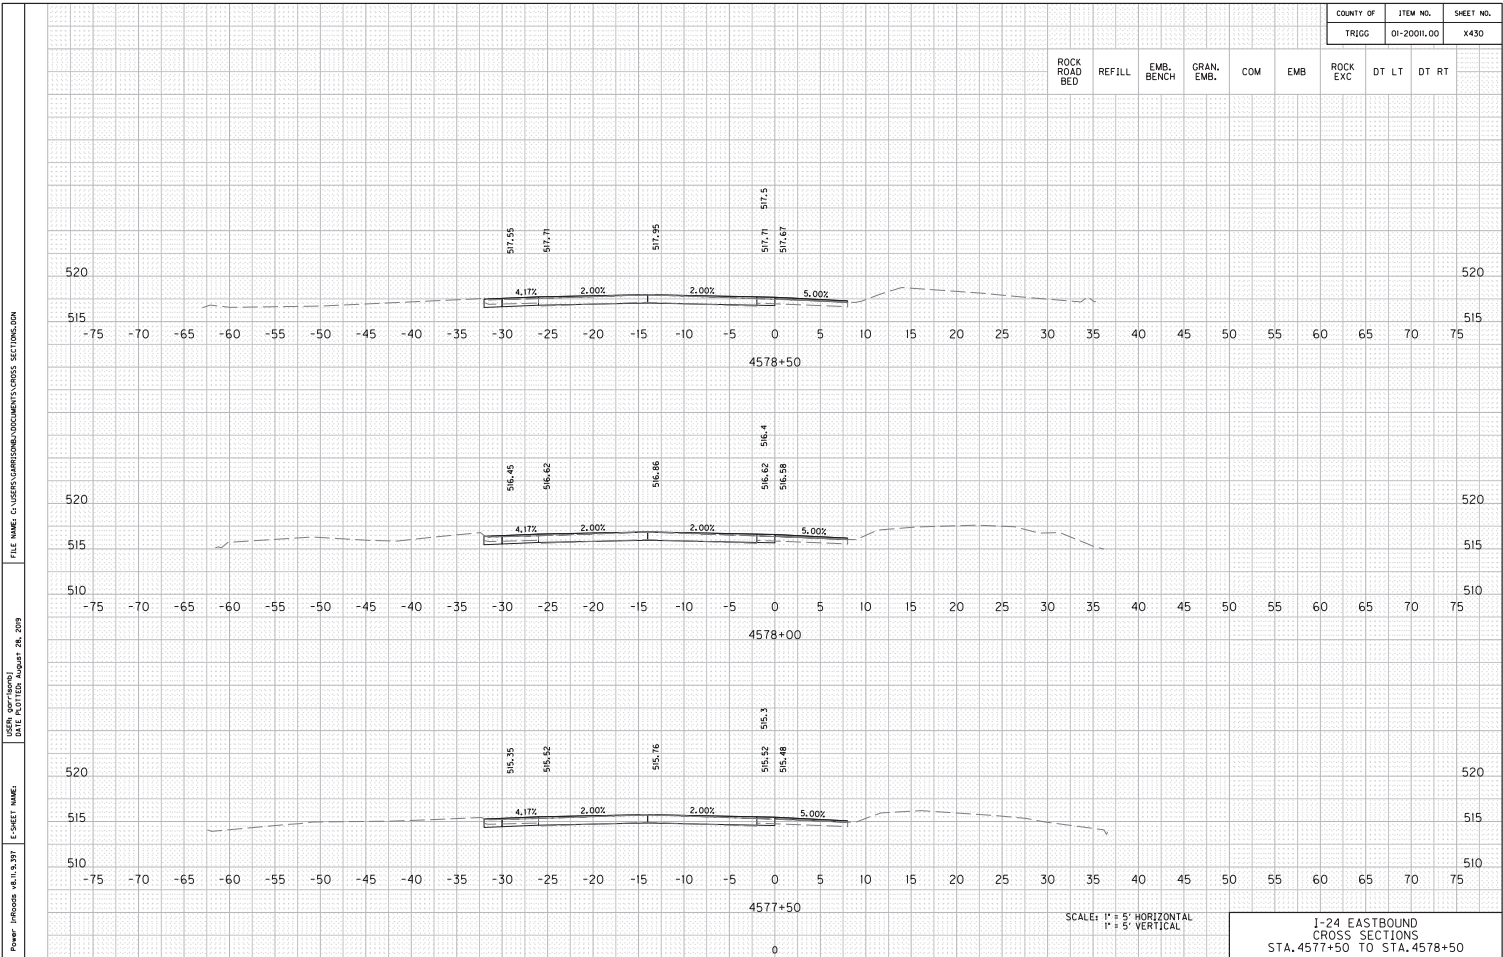 COUNTY OF ITEM NO. SHEET NO.
TRIGG 01-20011.00 X430
ROCK ROAD BED REFILL EMB. BENCH GRAN. EMB. COM EMB ROCK EXC DT LT DT RT
517.5
517.55 517.71 517.95 517.71 517.67
520 520
4.17% 2.00% 2.00% 5.00%
515 515
-75 -70 -65 -60 -55 -50 -45 -40 -35 -30 -25 -20 -15 -10 -5 0 5 10 15 20 25 30 35 40 45 50 55 60 65 70 75
4578+50
516.4
516.45 516.62 516.86 516.62 516.58
520 520
4.17% 2.00% 2.00% 5.00%
515 515
510 510
-75 -70 -65 -60 -55 -50 -45 -40 -35 -30 -25 -20 -15 -10 -5 0 5 10 15 20 25 30 35 40 45 50 55 60 65 70 75
4578+00
515.3
515.35 515.52 515.76 515.52 515.48
520 520
4.17% 2.00% 2.00% 5.00%
515 515
510 510
-75 -70 -65 -60 -55 -50 -45 -40 -35 -30 -25 -20 -15 -10 -5 0 5 10 15 20 25 30 35 40 45 50 55 60 65 70 75
4577+50
0
SCALE: 1" = 5' HORIZONTAL
1" = 5' VERTICAL
I-24 EASTBOUND
CROSS SECTIONS
STA. 4577+50 TO STA. 4578+50
FILE NAME: C:\USERS\GARRISONBJ\DOCUMENTS\CROSS SECTIONS.DGN
USER: garrisonbj
DATE PLOTTED: August 28, 2019
E-SHEET NAME:
Power InRoads v8.11.9.397